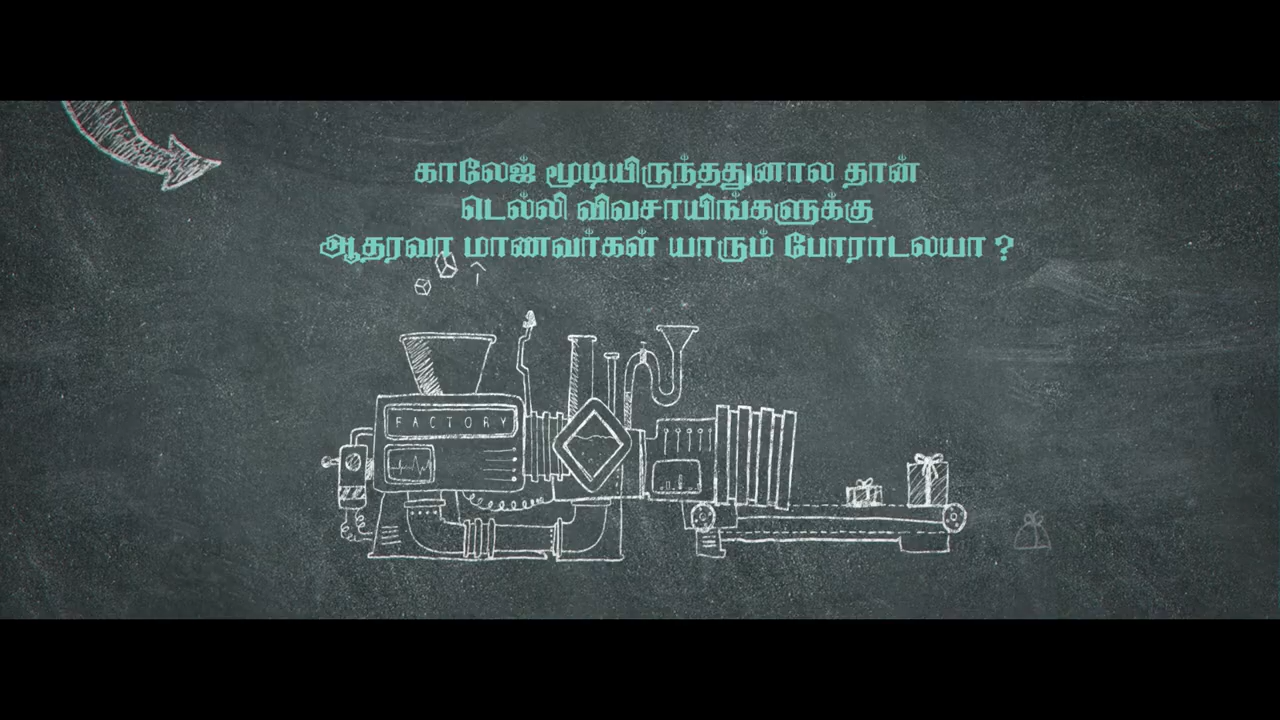 காலேஜ் மூடியிருந்ததுனால தான்
டெல்லி விவசாயிங்களுக்கு
ஆதரவா மாணவர்கள் யாரும் போராடலயா ?
FACTORY